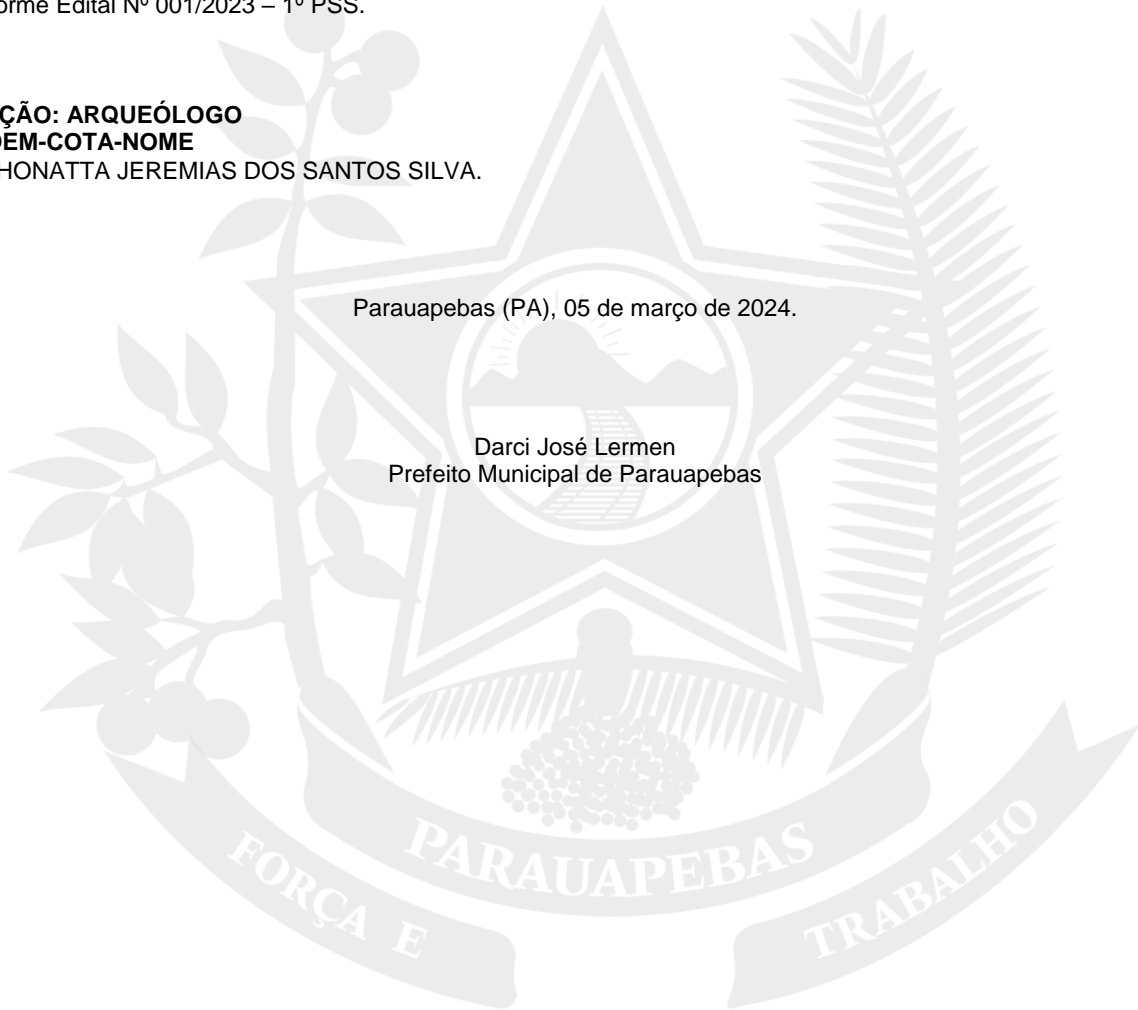 orme Edital Nº 001/2023 – 1º PSS.
ÇÃO: ARQUEÓLOGO
DEM-COTA-NOME
HONATTA JEREMIAS DOS SANTOS SILVA.
Parauapebas (PA), 05 de março de 2024.
Darci José Lermen
Prefeito Municipal de Parauapebas
FORÇA E PARAUAPEBAS TRABALHO